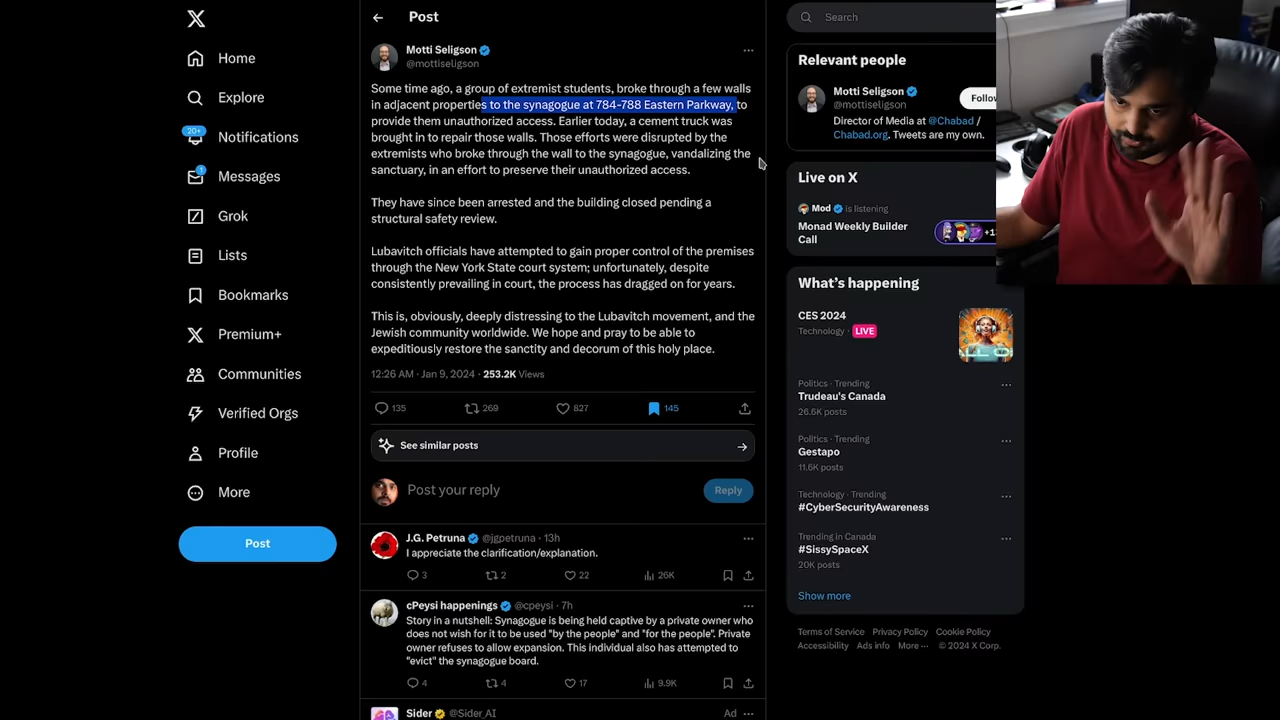 Home
Explore
20+
Notifications
1
Messages
Grok
Lists
Bookmarks
Premium+
Communities
Verified Orgs
Profile
More
Post
Post
Motti Seligson
@mottiseligson
Some time ago, a group of extremist students, broke through a few walls
in adjacent properties to the synagogue at 784-788 Eastern Parkway, to
provide them unauthorized access. Earlier today, a cement truck was
brought in to repair those walls. Those efforts were disrupted by the
extremists who broke through the wall to the synagogue, vandalizing the
sanctuary, in an effort to preserve their unauthorized access.
They have since been arrested and the building closed pending a
structural safety review.
Lubavitch officials have attempted to gain proper control of the premises
through the New York State court system; unfortunately, despite
consistently prevailing in court, the process has dragged on for years.
This is, obviously, deeply distressing to the Lubavitch movement, and the
Jewish community worldwide. We hope and pray to be able to
expeditiously restore the sanctity and decorum of this holy place.
12:26 AM · Jan 9, 2024 · 253.2K Views
135 269 827 145
See similar posts
Post your reply
Reply
J.G. Petruna @jgpetruna · 13h
I appreciate the clarification/explanation.
3 2 22 26K
cPeysi happenings @cpeysi · 7h
Story in a nutshell: Synagogue is being held captive by a private owner who
does not wish for it to be used "by the people" and "for the people". Private
owner refuses to allow expansion. This individual also has attempted to
"evict" the synagogue board.
4 4 17 9.9K
Sider @Sider_AI Ad
Search
Relevant people
Motti Seligson
@mottiseligson
Follow
Director of Media at @Chabad /
Chabad.org. Tweets are my own.
Live on X
Mod is listening
Monad Weekly Builder
Call
+1
What's happening
CES 2024
Technology · LIVE
Politics · Trending
Trudeau's Canada
26.6K posts
Politics · Trending
Gestapo
11.6K posts
Technology · Trending
#CyberSecurityAwareness
Trending in Canada
#SissySpaceX
20K posts
Show more
Terms of Service Privacy Policy Cookie Policy
Accessibility Ads info More ··· © 2024 X Corp.